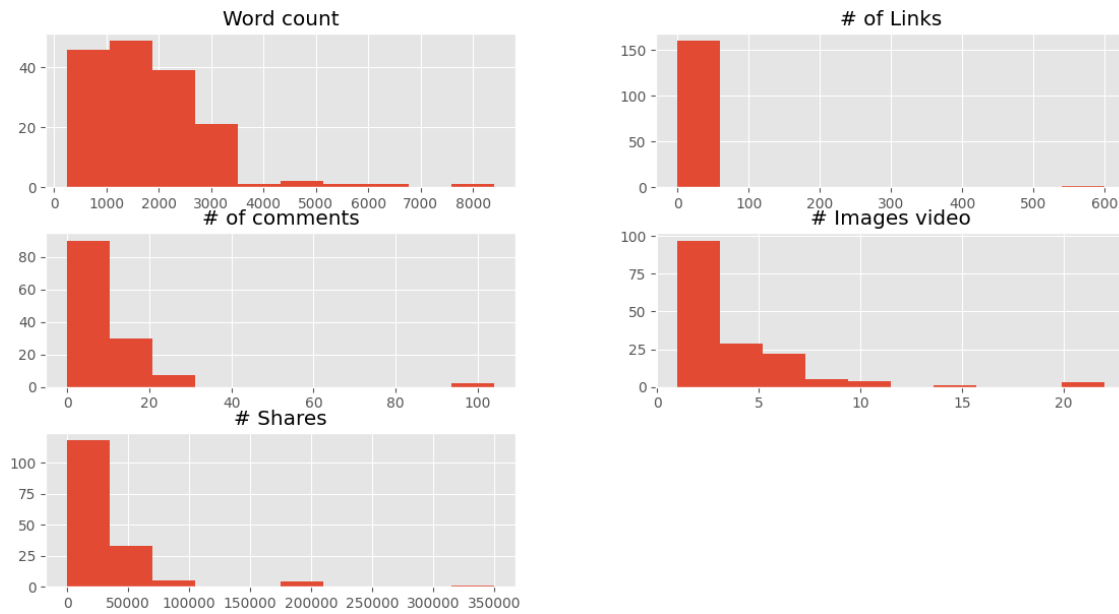 Word count
40
20
0
0 1000 2000 3000 4000 5000 6000 7000 8000
# of Links
150
100
50
0
0 100 200 300 400 500 600
# of comments
80
60
40
20
0
0 20 40 60 80 100
# Images video
100
75
50
25
0
0 5 10 15 20
# Shares
100
75
50
25
0
0 50000 100000 150000 200000 250000 300000 350000